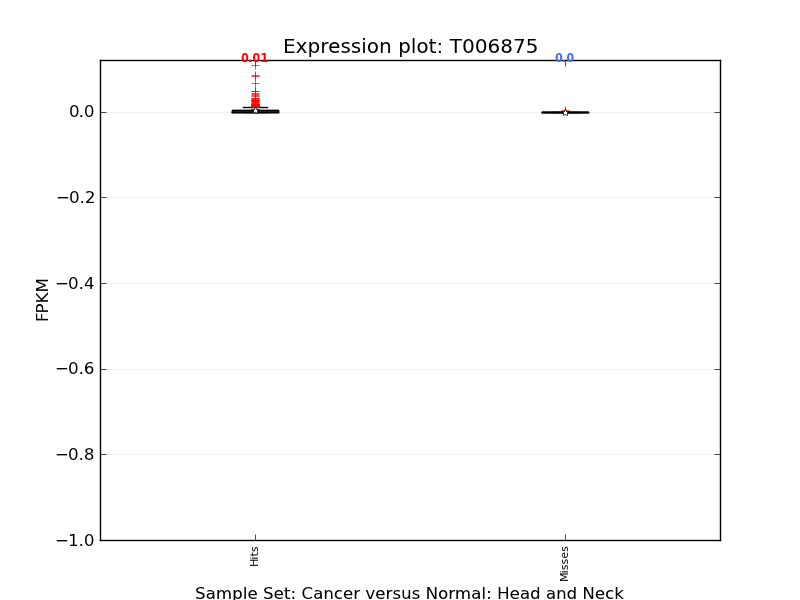 Expression plot: T006875
0.01
0.0
0.0
−0.2
−0.4
−0.6
−0.8
−1.0
FPKM
Hits
Misses
Sample Set: Cancer versus Normal: Head and Neck